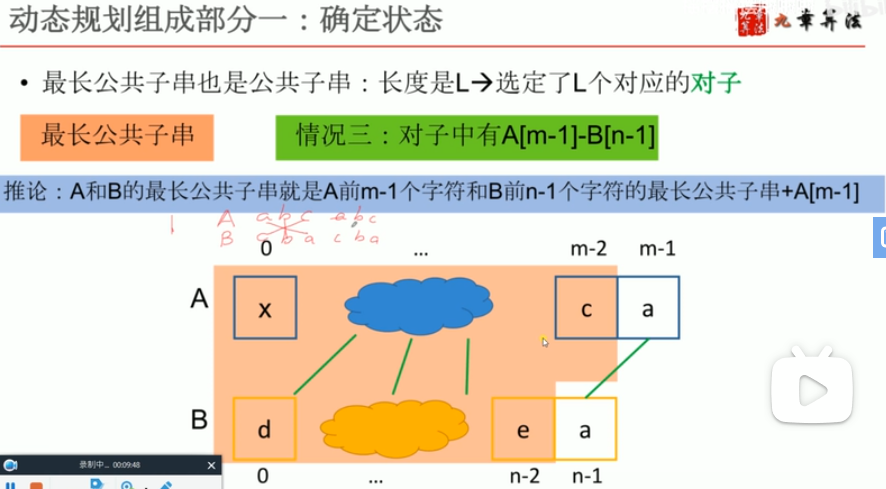 动态规划组成部分一：确定状态
九章算法
• 最长公共子串也是公共子串：长度是L→选定了L个对应的对子
最长公共子串
情况三：对子中有A[m-1]-B[n-1]
推论：A和B的最长公共子串就是A前m-1个字符和B前n-1个字符的最长公共子串+A[m-1]
A a b c a b c
B c b a c b a
0 ... m-2 m-1
A x c a
B d e a
0 ... n-2 n-1
录制中... 00:09:48